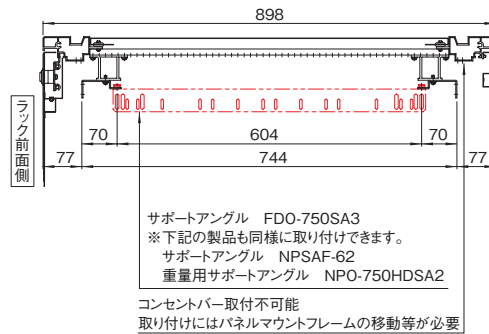 898
ラック前面側
70
604
70
77
744
77
サポートアングル FDO-750SA3
※下記の製品も同様に取り付けできます。
サポートアングル NPSAF-62
重量用サポートアングル NPO-750HDSA2
コンセントバー取付不可能
取り付けにはパネルマウントフレームの移動等が必要